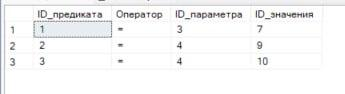 ID_предиката Оператор ID_параметра ID_значения
1 1 = 3 7
2 2 = 4 9
3 3 = 4 10